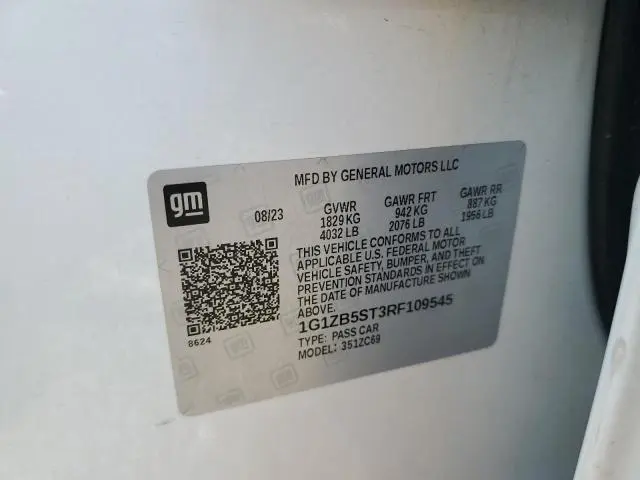 MFD BY GENERAL MOTORS LLC
gm
08/23 GVWR GAWR FRT GAWR RR
1829 KG 942 KG 887 KG
4032 LB 2076 LB 1956 LB
THIS VEHICLE CONFORMS TO ALL
APPLICABLE U.S. FEDERAL MOTOR
VEHICLE SAFETY, BUMPER, AND THEFT
PREVENTION STANDARDS IN EFFECT ON
THE DATE OF MANUFACTURE SHOWN
ABOVE.
1G1ZB5ST3RF109545
8624
TYPE: PASS CAR
MODEL: 351ZC69